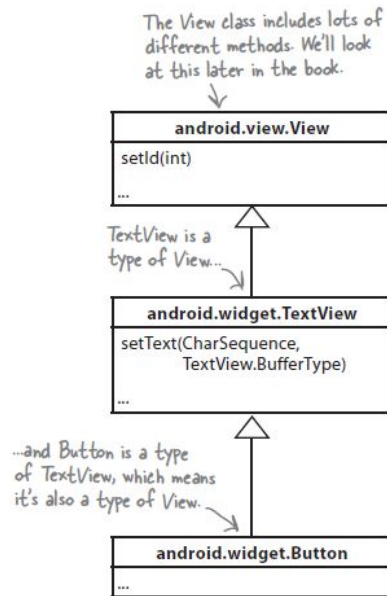 The View class includes lots of
different methods. We'll look
at this later in the book.
android.view.View
setId(int)
...
TextView is a
type of View...
android.widget.TextView
setText(CharSequence,
TextView.BufferType)
...
...and Button is a type
of TextView, which means
it's also a type of View.
android.widget.Button
...